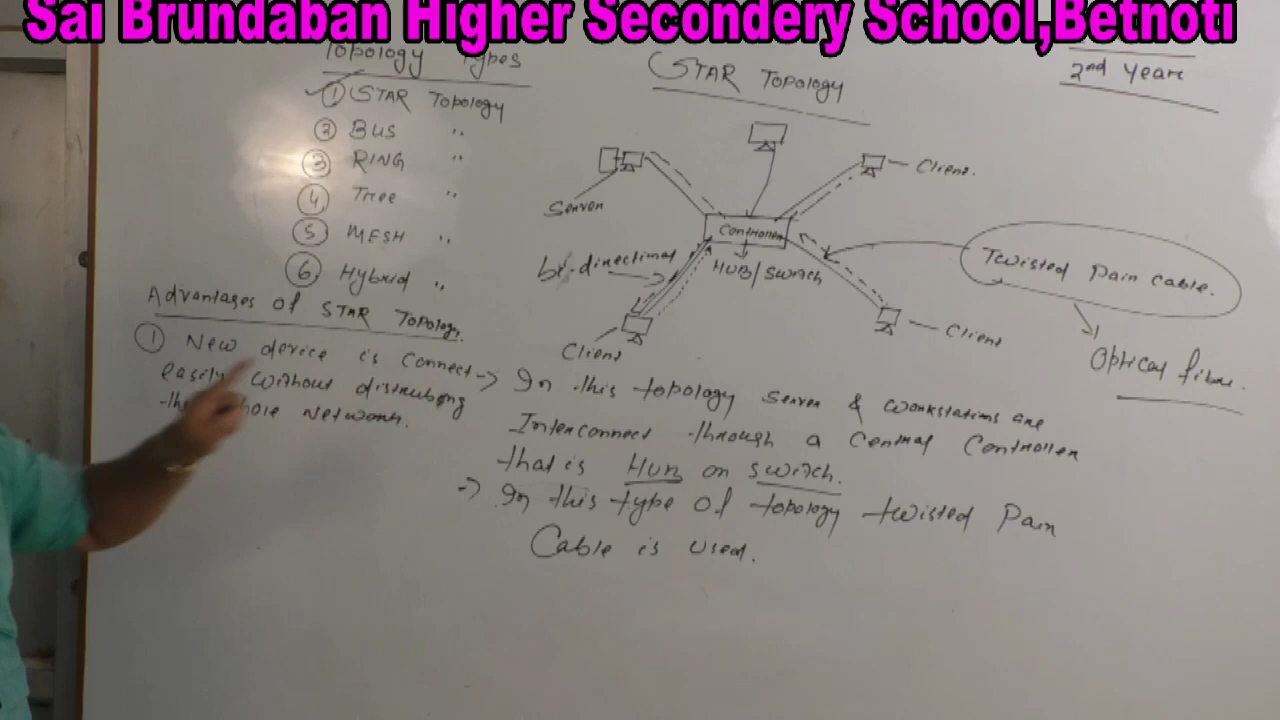 Sai Brundaban Higher Secondery School,Betnoti
Topology Types
① STAR Topology
② BUS "
③ RING "
④ Tree "
⑤ MESH "
⑥ Hybrid "
STAR Topology
2nd Year
Server
Client
Controller
HUB/Switch
bi-directional
Client
Client
Twisted Pair Cable.
Optical fibre.
Advantages of STAR Topology.
① New device is connect
easily without distrubing
the whole Network.
→ In this topology Server & workstations are
Interconnect through a Central Controller
that is HUB or switch.
→ In this type of topology twisted Pair
Cable is used.